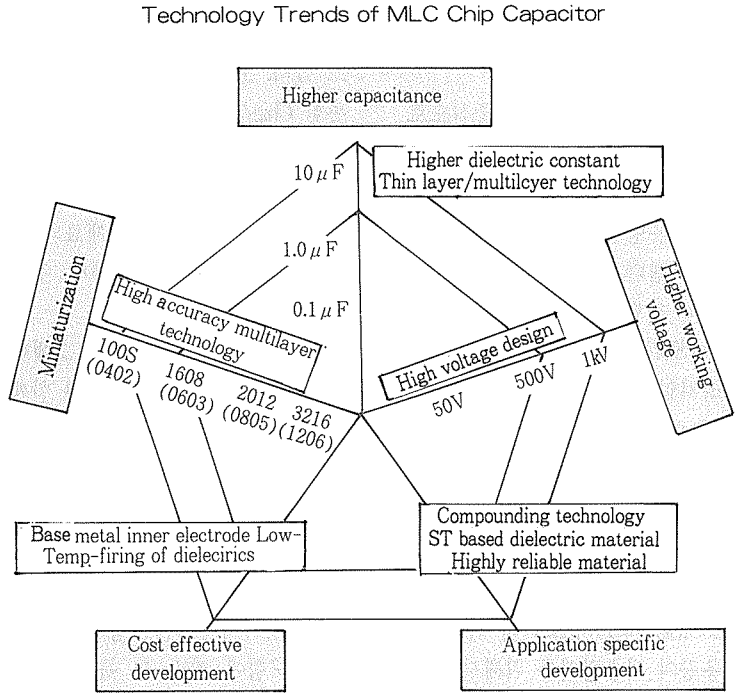 Technology Trends of MLC Chip Capacitor
Higher capacitance
Higher dielectric constant
Thin layer/multilcyer technology
10 μ F
1.0 μ F
0.1 μ F
Miniaturization
High accuracy multilayer
technology
100S
(0402)
1608
(0603)
2012
(0805)
3216
(1206)
High voltage design
50V
500V
1kV
Higher working
voltage
Base metal inner electrode Low-
Temp-firing of dielecirics
Compounding technology
ST based dielectric material
Highly reliable material
Cost effective
development
Application specific
development